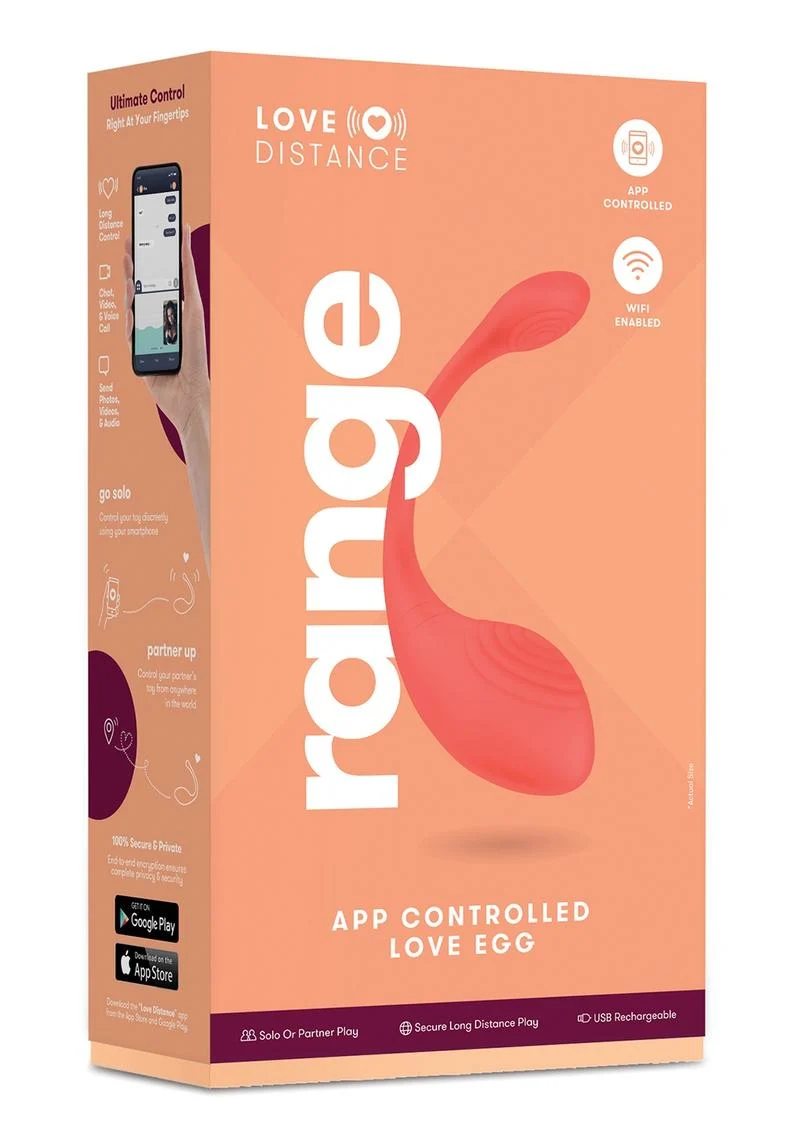 Ultimate Control
Right At Your Fingertips
Long
Distance
Control
Chat,
Video,
& Voice
Call
Send
Photos,
Videos,
& Audio
go solo
Control your toy discreetly
using your smartphone
partner up
Control your partner's
toy from anywhere
in the world
100% Secure & Private
End-to-end encryption ensures
complete privacy & security
GET IT ON
Google Play
Download on the
App Store
Download the "Love Distance" app
from the App Store and Google Play.
LOVE
DISTANCE
APP
CONTROLLED
WIFI
ENABLED
range
*Actual Size
APP CONTROLLED
LOVE EGG
Solo Or Partner Play
Secure Long Distance Play
USB Rechargeable